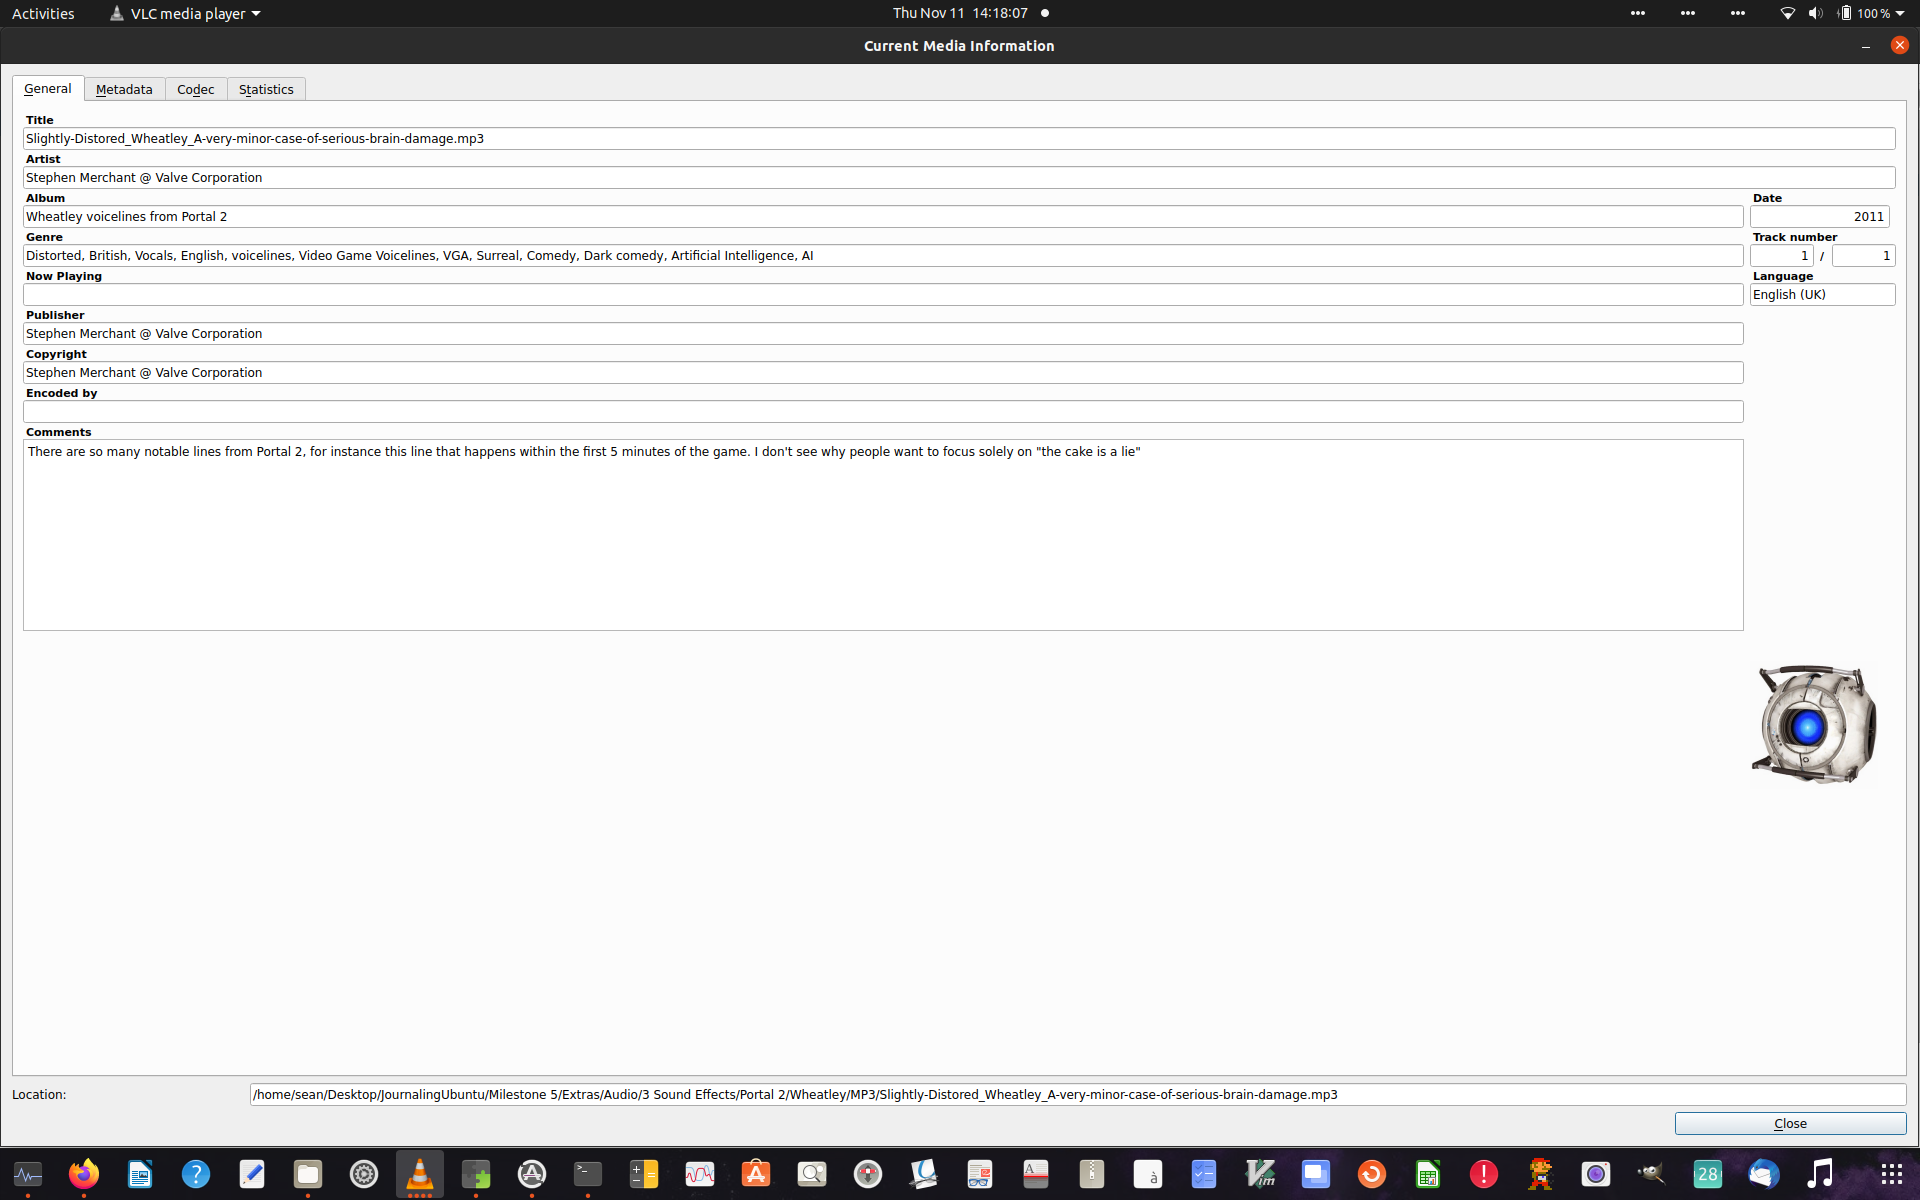 Activities
VLC media player
Thu Nov 11 14:18:07
100 %
Current Media Information
General
Metadata
Codec
Statistics
Title
Slightly-Distored_Wheatley_A-very-minor-case-of-serious-brain-damage.mp3
Artist
Stephen Merchant @ Valve Corporation
Album
Date
Wheatley voicelines from Portal 2
2011
Genre
Track number
Distorted, British, Vocals, English, voicelines, Video Game Voicelines, VGA, Surreal, Comedy, Dark comedy, Artificial Intelligence, AI
1 / 1
Now Playing
Language
English (UK)
Publisher
Stephen Merchant @ Valve Corporation
Copyright
Stephen Merchant @ Valve Corporation
Encoded by
Comments
There are so many notable lines from Portal 2, for instance this line that happens within the first 5 minutes of the game. I don't see why people want to focus solely on "the cake is a lie"
Location:
/home/sean/Desktop/JournalingUbuntu/Milestone 5/Extras/Audio/3 Sound Effects/Portal 2/Wheatley/MP3/Slightly-Distored_Wheatley_A-very-minor-case-of-serious-brain-damage.mp3
Close
28